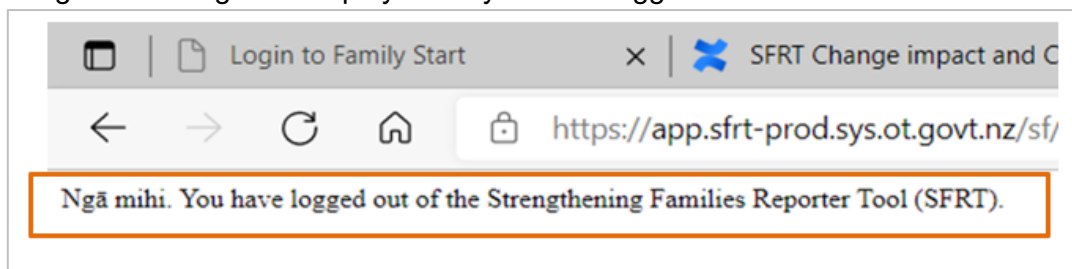 Login to Family Start
SFRT Change impact and C
https://app.sfrt-prod.sys.ot.govt.nz/sf/
Ngā mihi. You have logged out of the Strengthening Families Reporter Tool (SFRT).